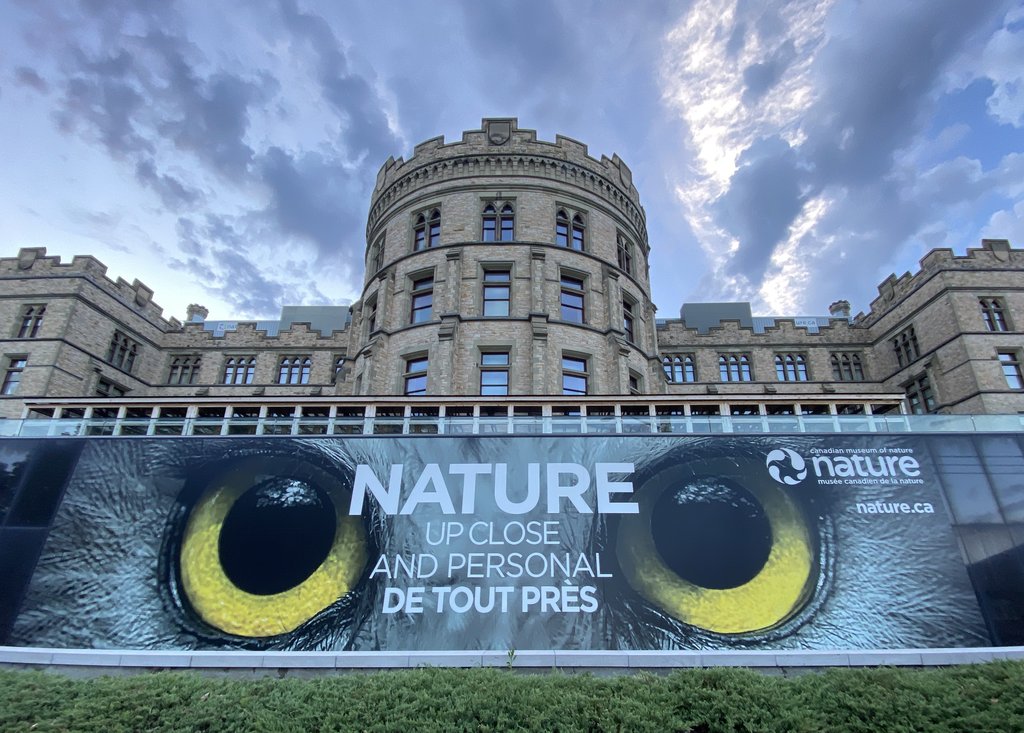 NATURE
UP CLOSE
AND PERSONAL
DE TOUT PRÈS
canadian museum of nature
nature
musée canadien de la nature
nature.ca